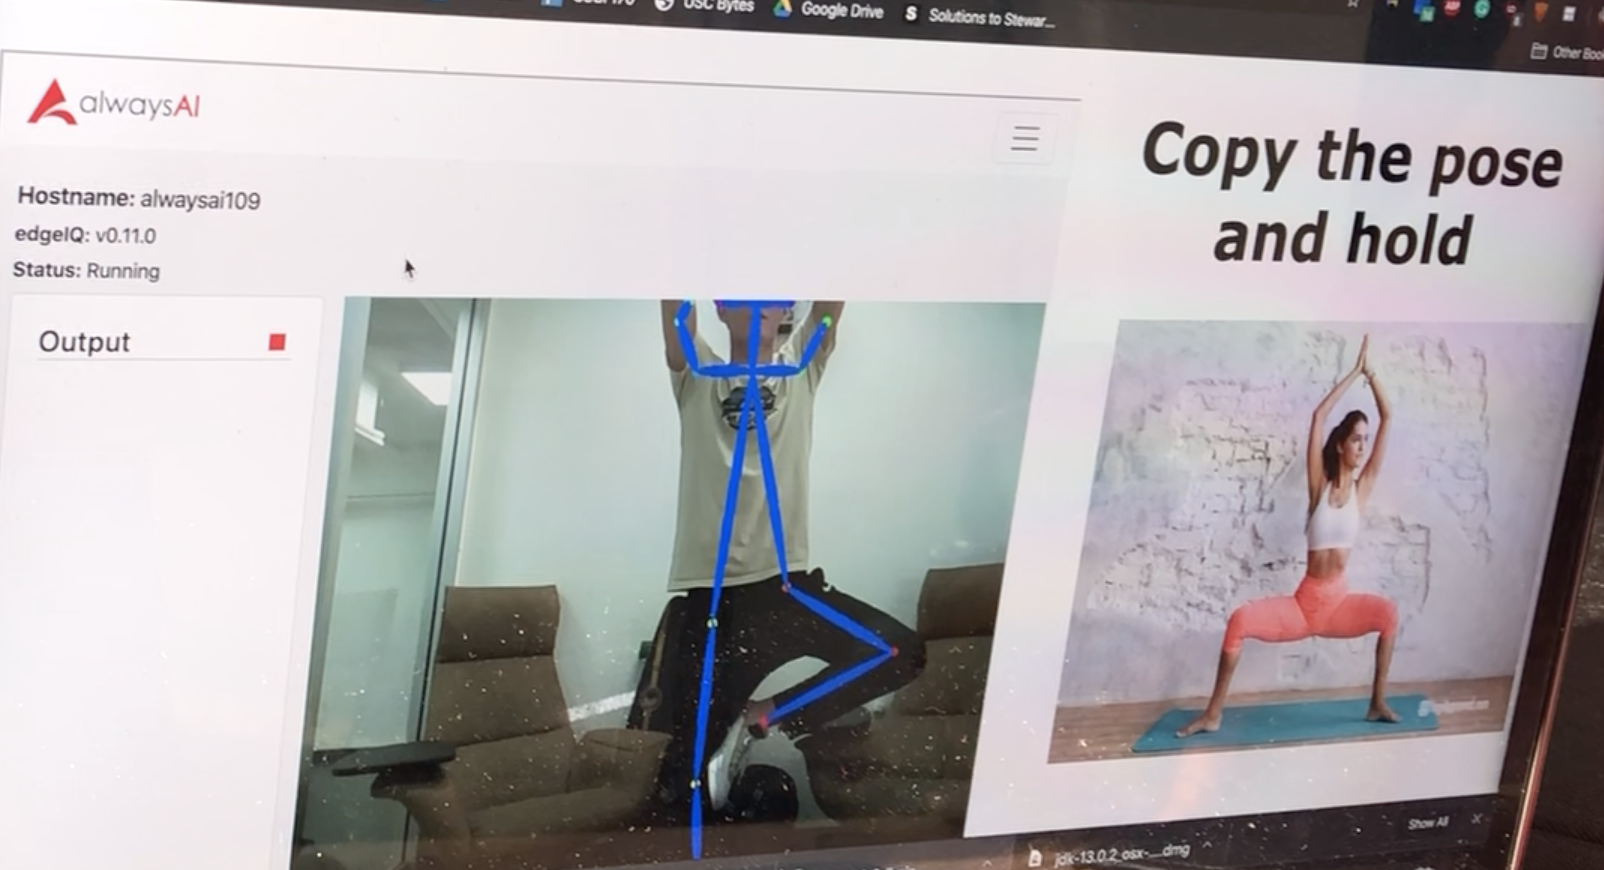 USC Bytes
Google Drive
S Solutions to Stewar...
Other Boo
alwaysAI
Hostname: alwaysai109
edgeIQ: v0.11.0
Status: Running
Output
Copy the pose
and hold
Show All
jdk-13.0.2_osx-....dmg